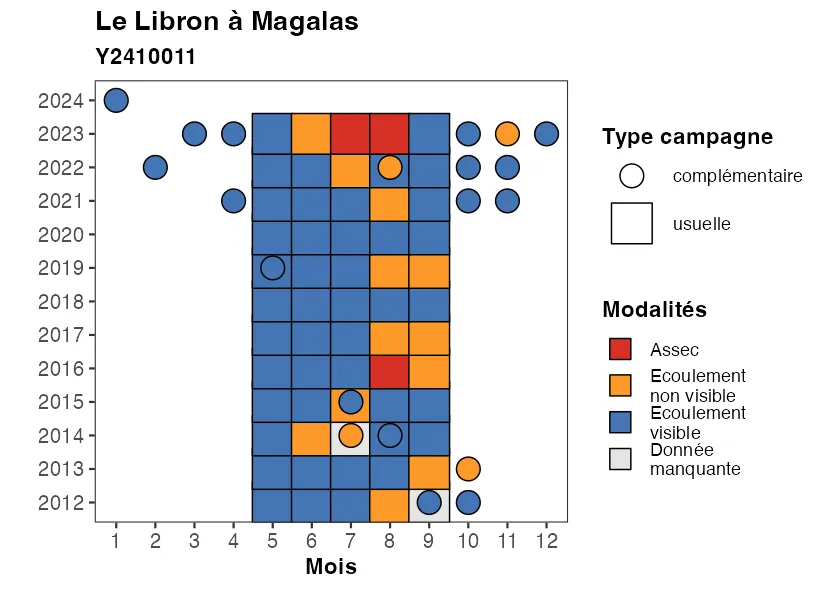 Le Libron à Magalas
Y2410011
2024
2023
2022
2021
2020
2019
2018
2017
2016
2015
2014
2013
2012
1 2 3 4 5 6 7 8 9 10 11 12
Mois
Type campagne
complémentaire
usuelle
Modalités
Assec
Ecoulement
non visible
Ecoulement
visible
Donnée
manquante